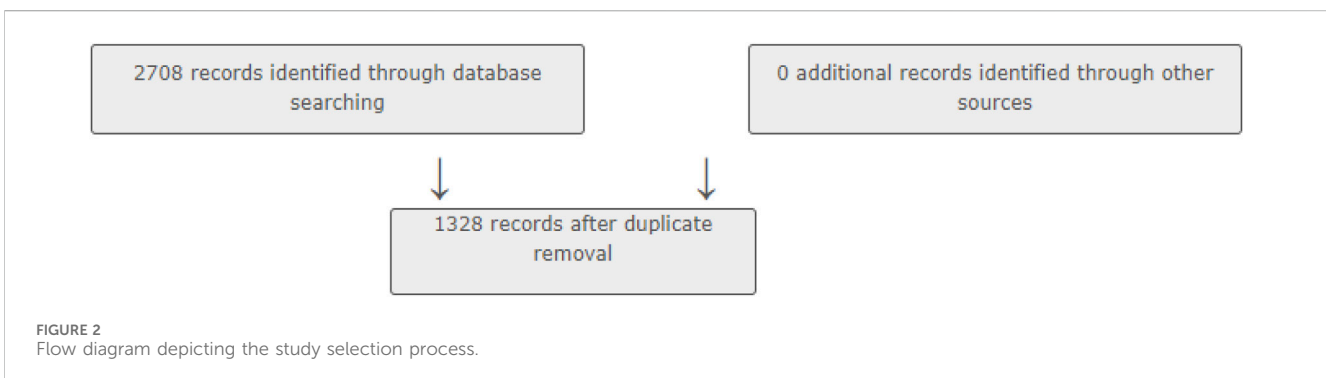 2708 records identified through database
searching
0 additional records identified through other
sources
1328 records after duplicate
removal
FIGURE 2
Flow diagram depicting the study selection process.